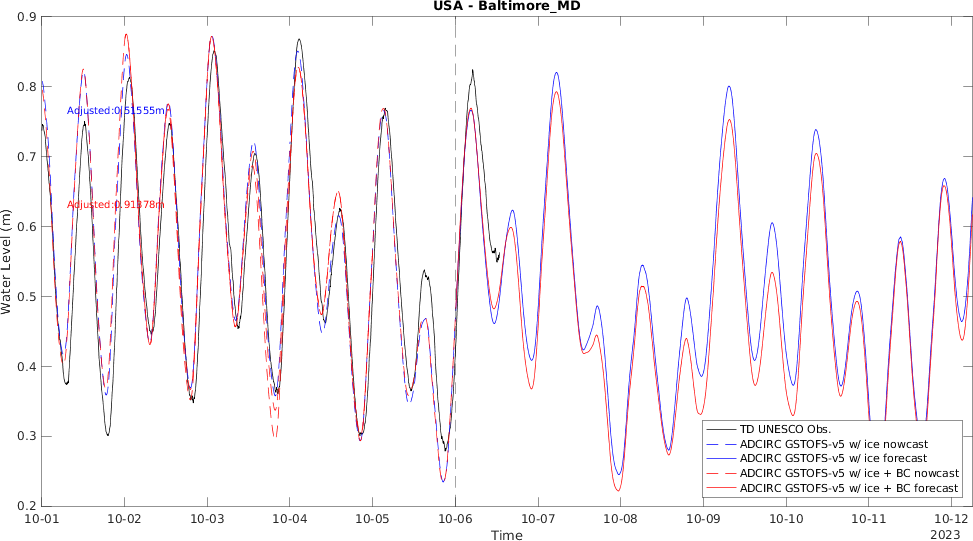 USA - Baltimore_MD
0.9
0.8
Adjusted:0.51555m
0.7
Adjusted:0.91378m
0.6
Water Level (m)
0.5
0.4
0.3
0.2
TD UNESCO Obs.
ADCIRC GSTOFS-v5 w/ ice nowcast
ADCIRC GSTOFS-v5 w/ ice forecast
ADCIRC GSTOFS-v5 w/ ice + BC nowcast
ADCIRC GSTOFS-v5 w/ ice + BC forecast
10-01 10-02 10-03 10-04 10-05 10-06 10-07 10-08 10-09 10-10 10-11 10-12
Time
2023